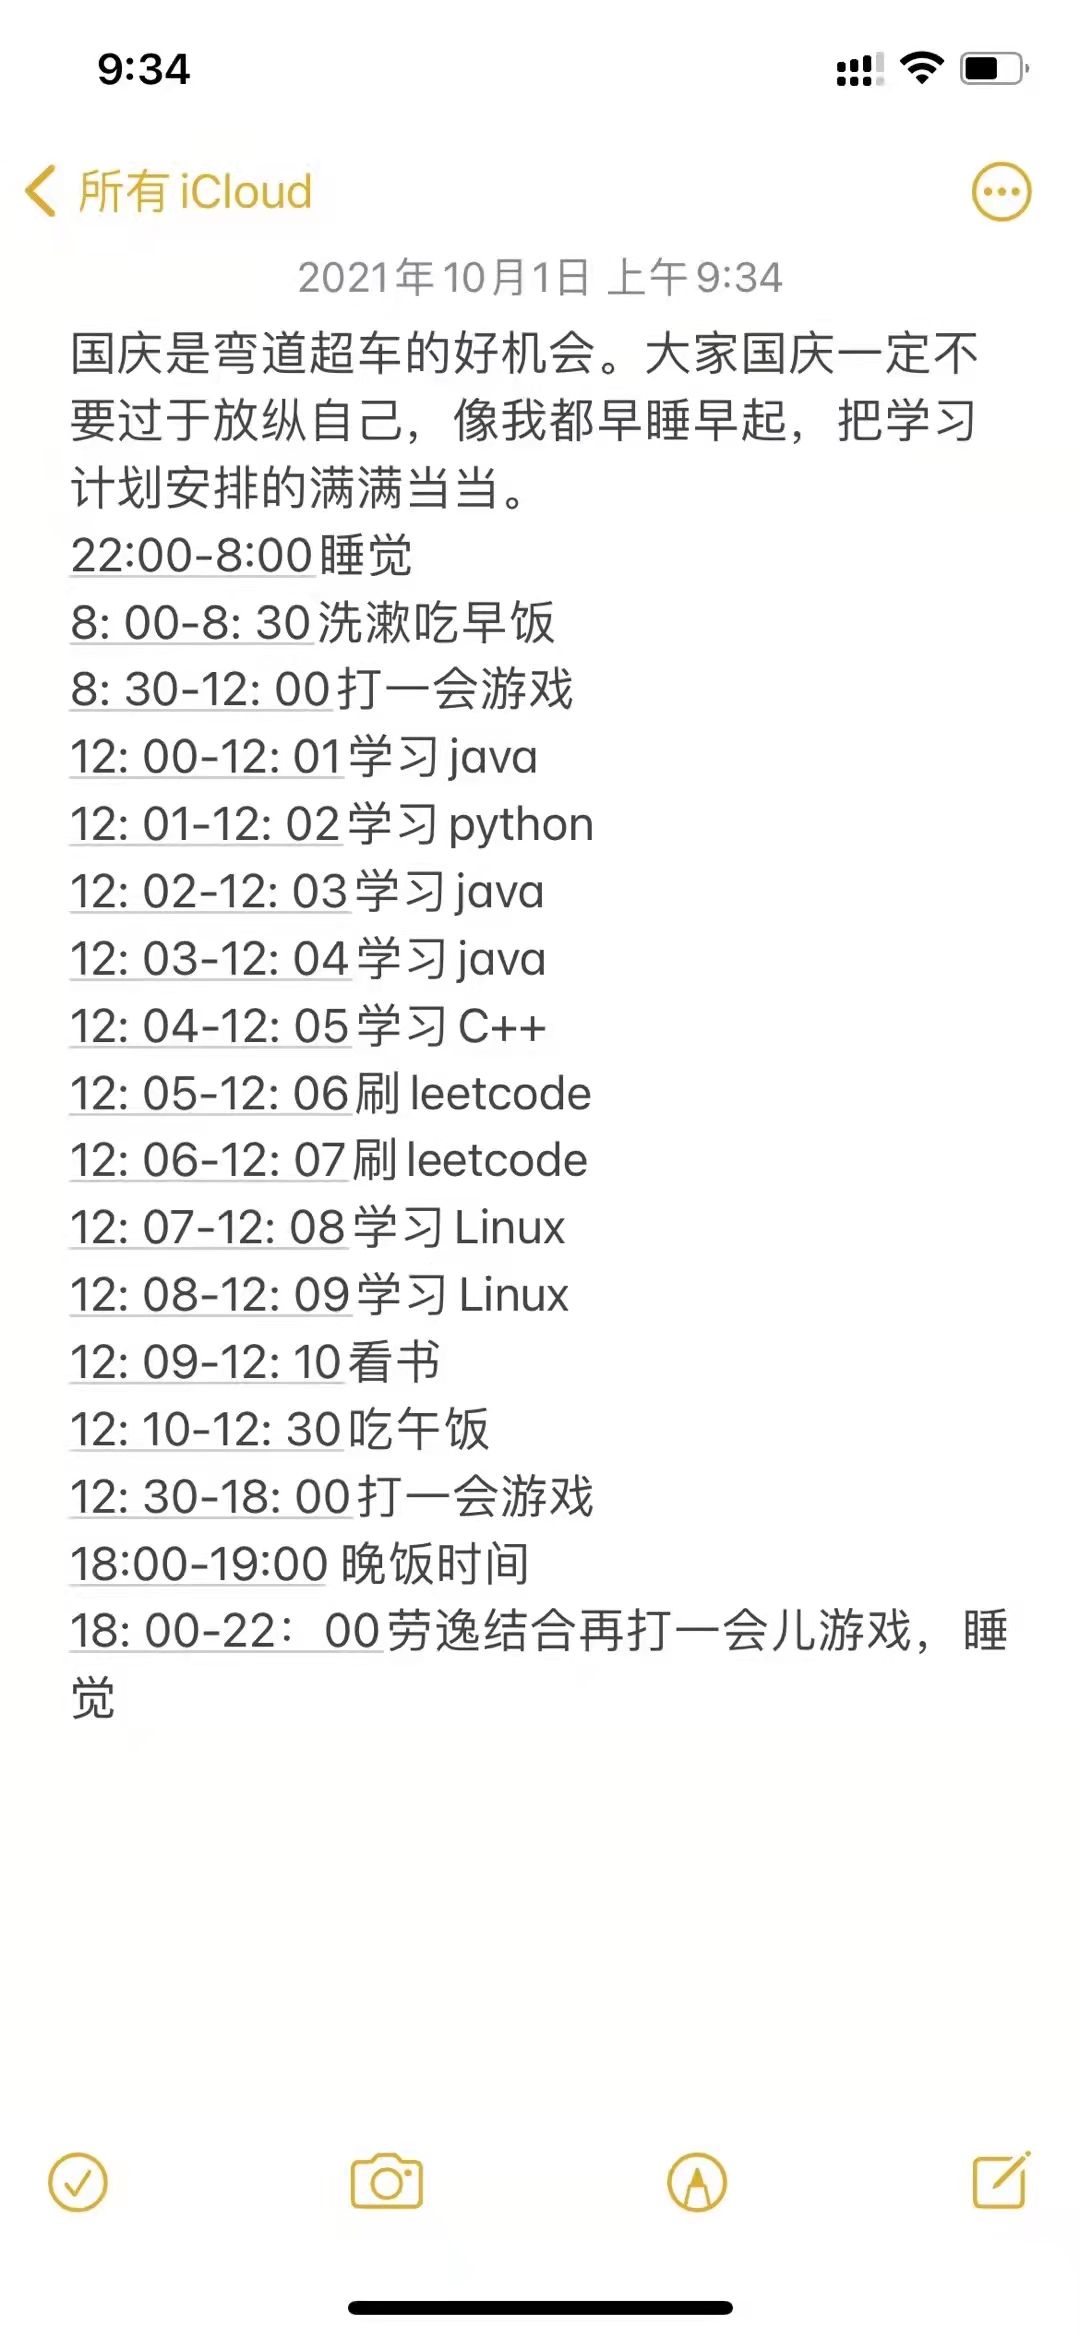 9:34
所有 iCloud
2021年10月1日 上午9:34
国庆是弯道超车的好机会。大家国庆一定不
要过于放纵自己，像我都早睡早起，把学习
计划安排的满满当当。
22:00-8:00睡觉
8: 00-8: 30洗漱吃早饭
8: 30-12: 00打一会游戏
12: 00-12: 01学习java
12: 01-12: 02学习python
12: 02-12: 03学习java
12: 03-12: 04学习java
12: 04-12: 05学习C++
12: 05-12: 06刷leetcode
12: 06-12: 07刷leetcode
12: 07-12: 08学习Linux
12: 08-12: 09学习Linux
12: 09-12: 10看书
12: 10-12: 30吃午饭
12: 30-18: 00打一会游戏
18:00-19:00 晚饭时间
18: 00-22： 00劳逸结合再打一会儿游戏，睡
觉